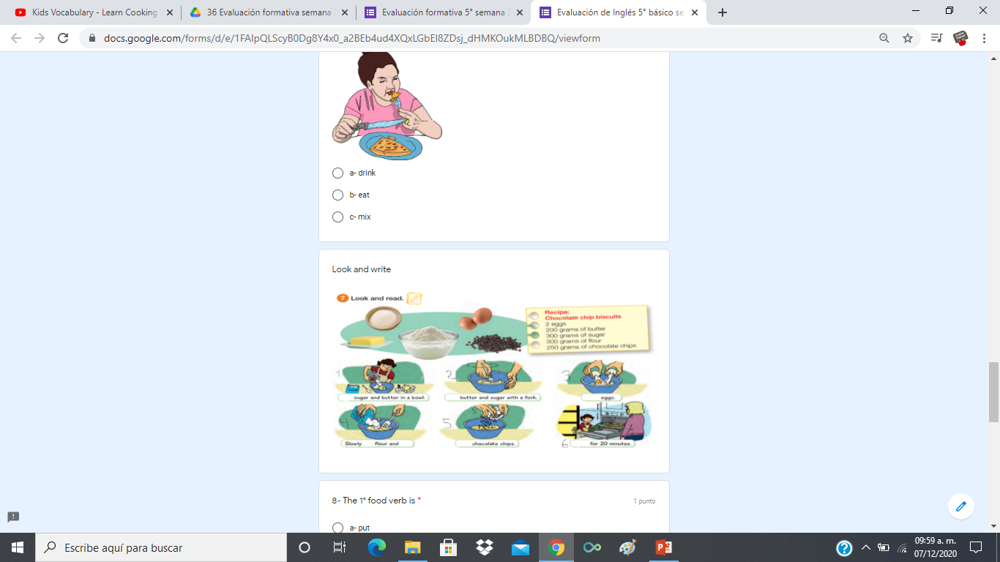 Kids Vocabulary - Learn Cooking
36 Evaluación formativa semana
Evaluación formativa 5° semana
Evaluación de Inglés 5° básico se
docs.google.com/forms/d/e/1FAIpQLScyB0Dg8Y4x0_a2BEb4ud4XQxLGbEI8ZDsj_dHMKOukMLBDBQ/viewform
a- drink
b- eat
c- mix
Look and write
7 Look and read.
Recipe:
Chocolate chip biscuits
2 eggs
200 grams of butter
300 grams of sugar
300 grams of flour
250 grams of chocolate chips
1
sugar and butter in a bowl.
2
butter and sugar with a fork.
3
eggs.
4
Slowly flour and
5
chocolate chips.
6
for 20 minutes.
8- The 1° food verb is *
1 punto
a- put
Escribe aquí para buscar
09:59 a. m.
07/12/2020